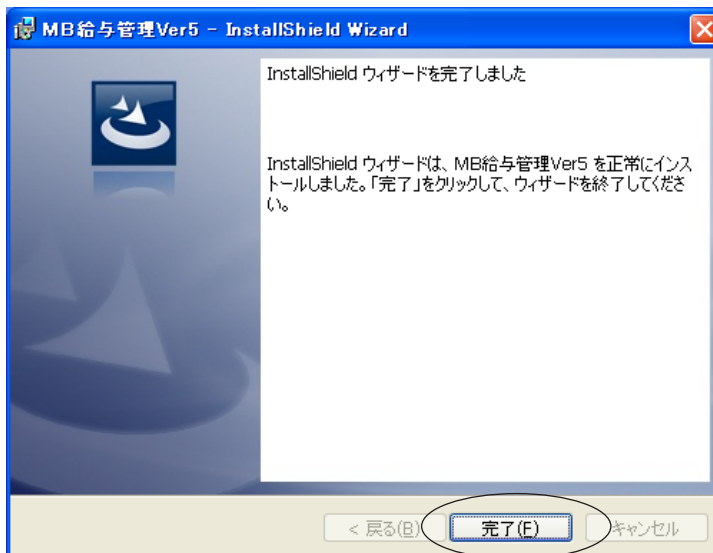 MB給与管理Ver5 - InstallShield Wizard
InstallShield ウィザードを完了しました
InstallShield ウィザードは、MB給与管理Ver5 を正常にインス
トールしました。「完了」をクリックして、ウィザードを終了してくださ
い。
< 戻る(B) 完了(F) キャンセル